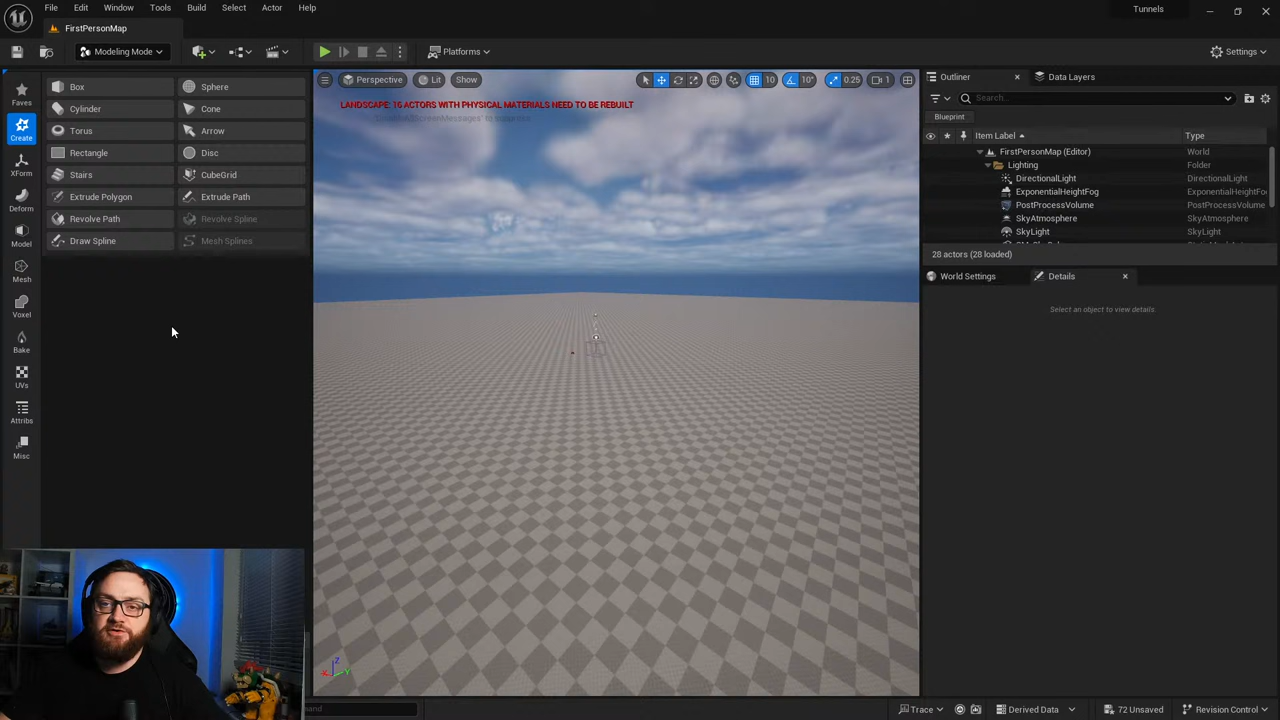 File Edit Window Tools Build Select Actor Help
Tunnels
FirstPersonMap
Modeling Mode
Platforms
Settings
Faves
Create
XForm
Deform
Model
Mesh
Voxel
Bake
UVs
Attribs
Misc
Box Sphere
Cylinder Cone
Torus Arrow
Rectangle Disc
Stairs CubeGrid
Extrude Polygon Extrude Path
Revolve Path Revolve Spline
Draw Spline Mesh Splines
Perspective Lit Show
10 10° 0.25 1
LANDSCAPE: 16 ACTORS WITH PHYSICAL MATERIALS NEED TO BE REBUILT
Z
X Y
Outliner Data Layers
Search...
Blueprint
Item Label Type
FirstPersonMap (Editor) World
Lighting Folder
DirectionalLight DirectionalLight
ExponentialHeightFog ExponentialHeightFo
PostProcessVolume PostProcessVolume
SkyAtmosphere SkyAtmosphere
SkyLight SkyLight
28 actors (28 loaded)
World Settings Details
Select an object to view details.
Trace Derived Data 72 Unsaved Revision Control